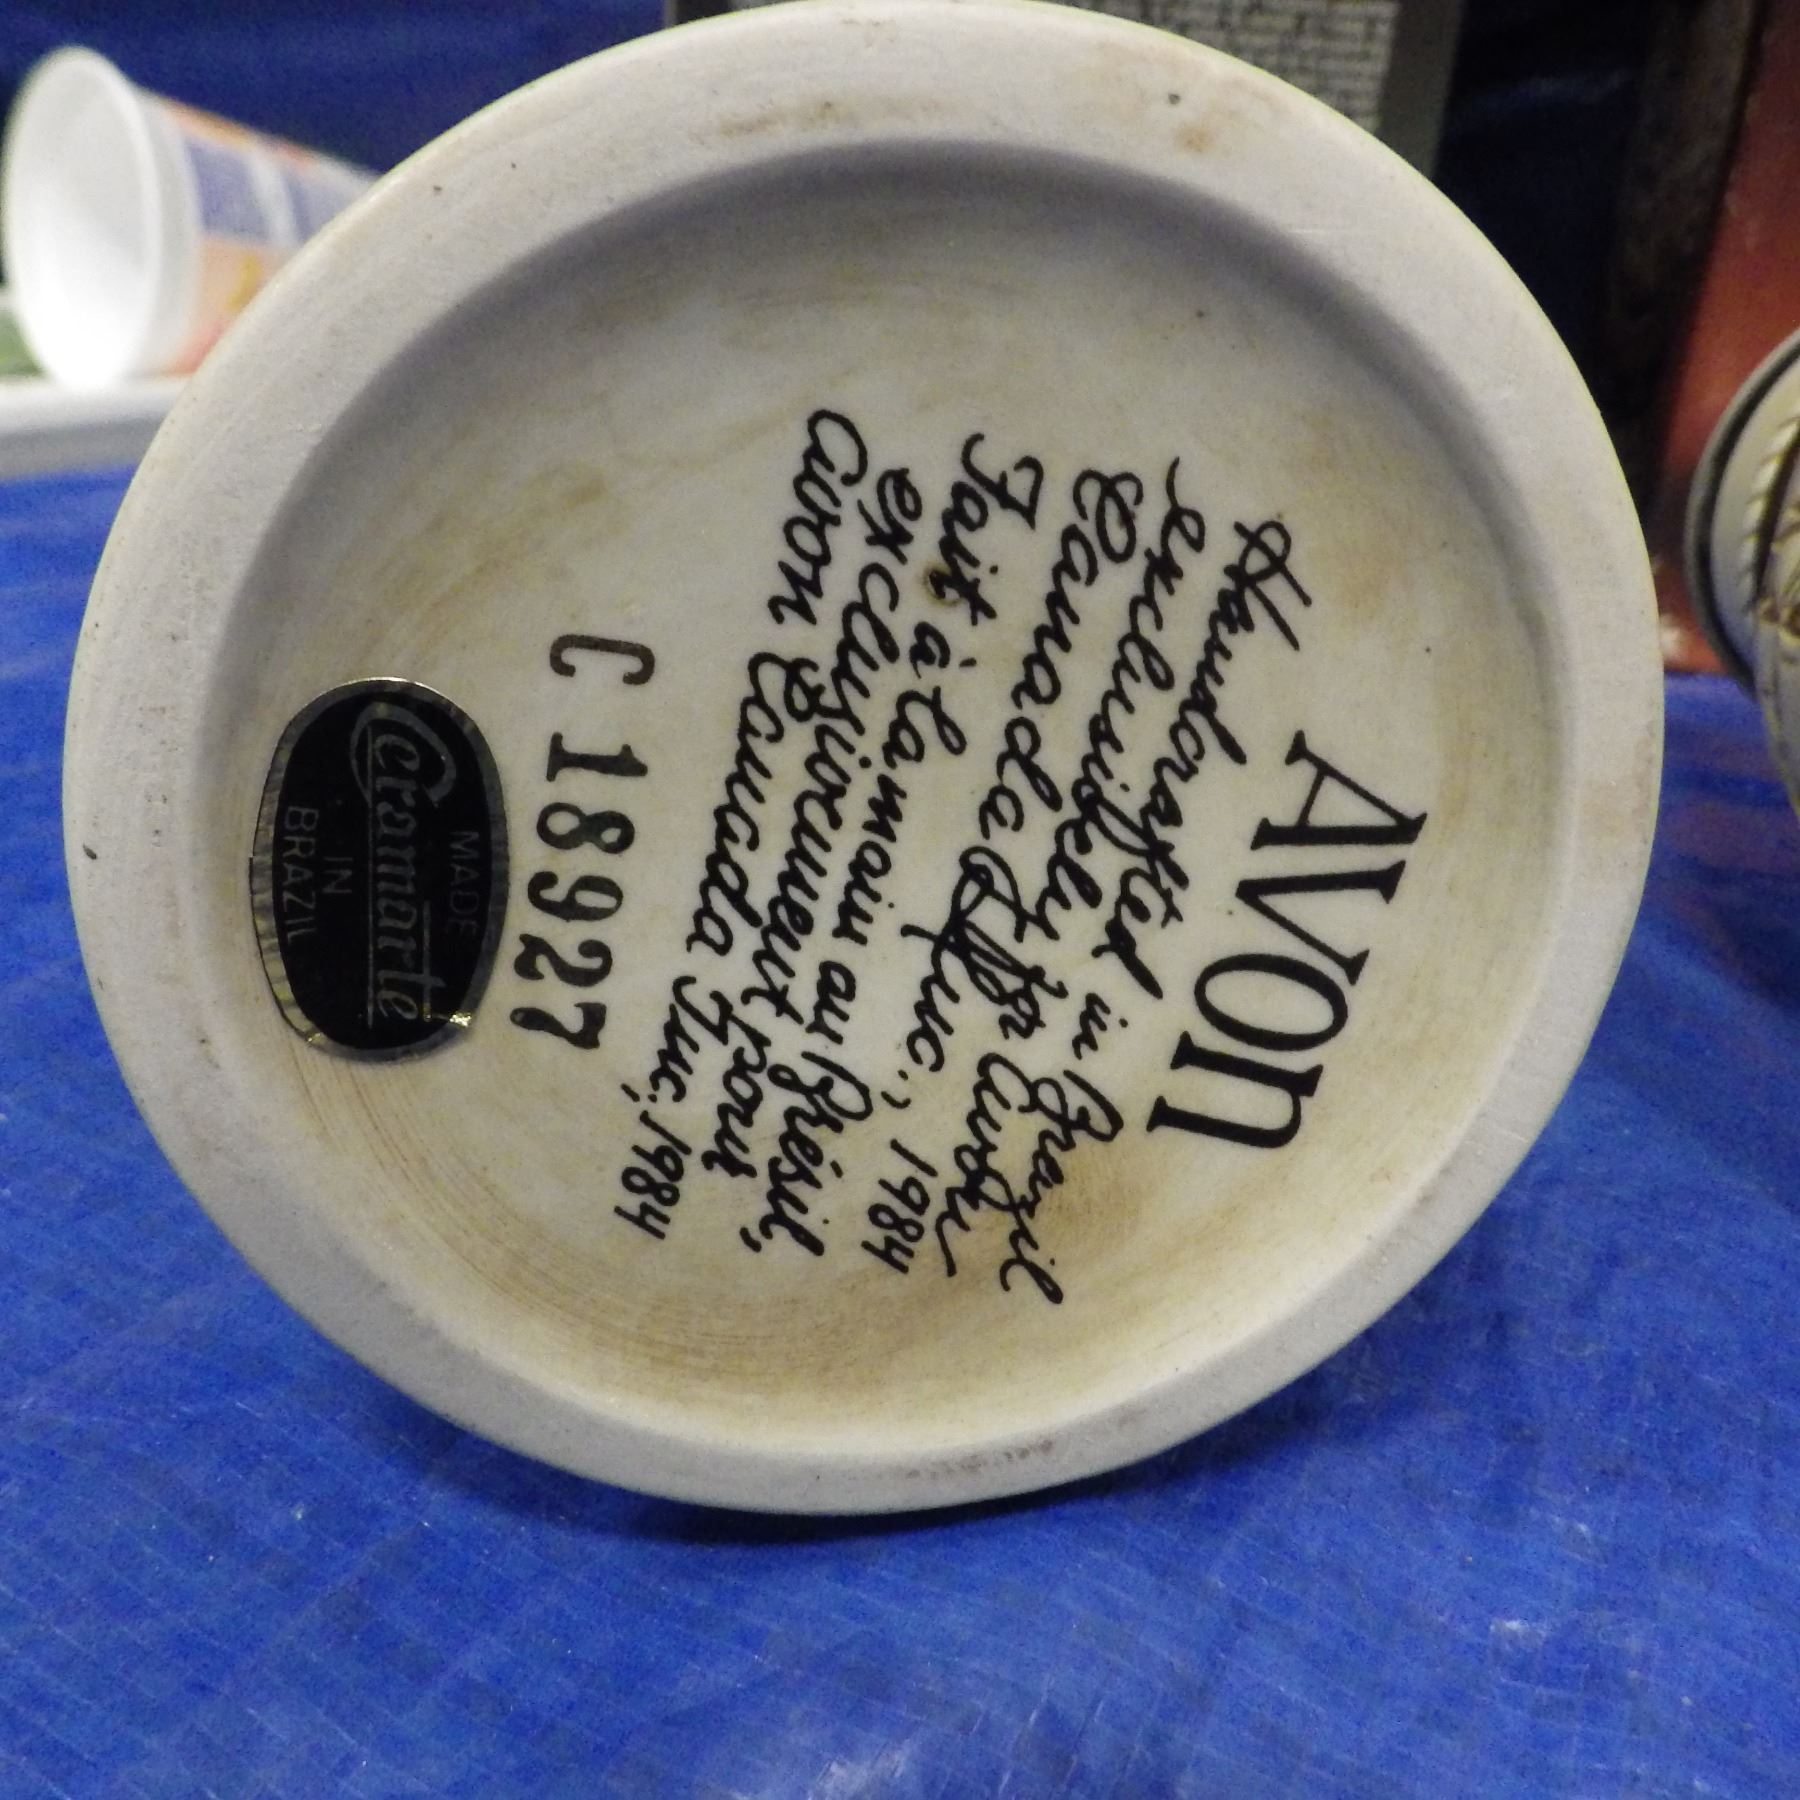 AVON
Handcrafted in Brazil
exclusibely for Avon
Canada Inc., 1984
Fait à la main au Brésil,
exclusivement pour
Avon Canada Inc., 1984
C 18927
MADE
Ceramarte
IN
BRAZIL